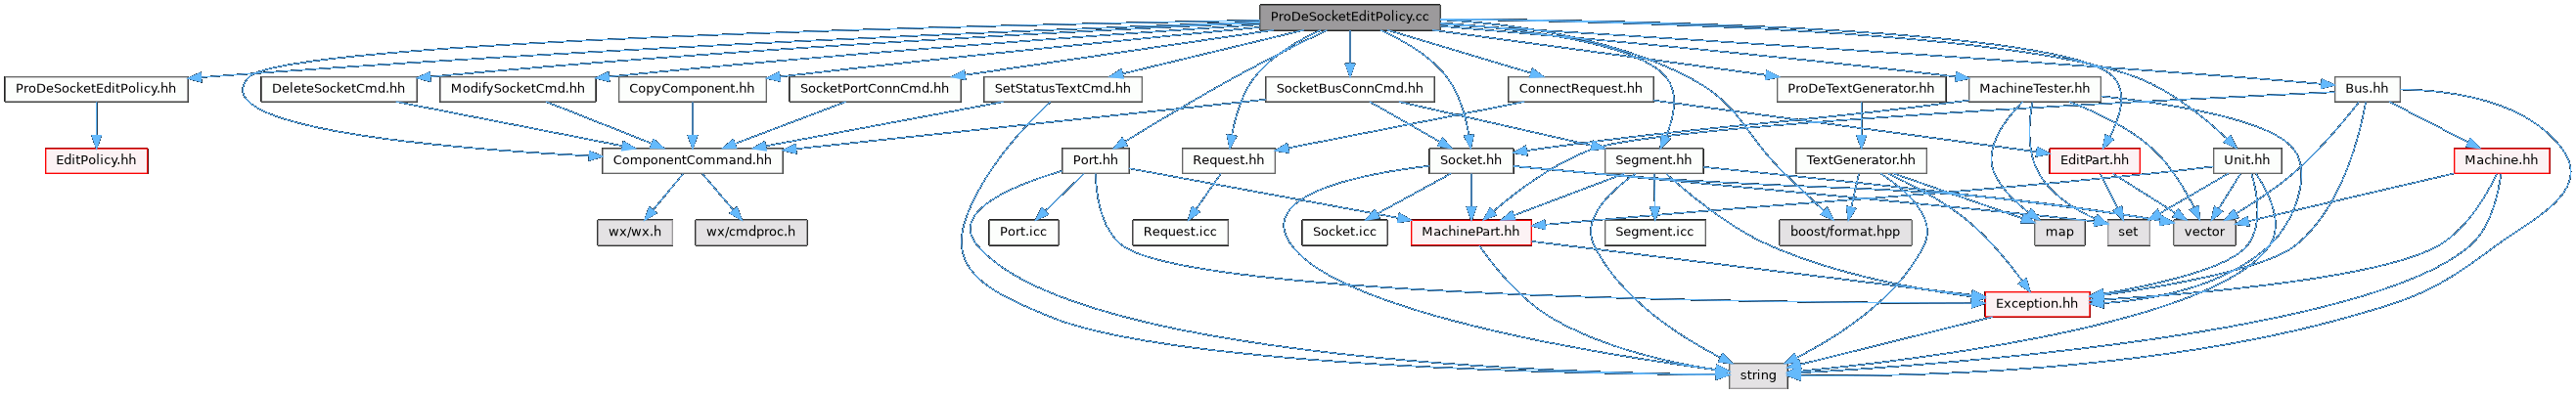 ProDeSocketEditPolicy.cc
ProDeSocketEditPolicy.hh
DeleteSocketCmd.hh
ModifySocketCmd.hh
CopyComponent.hh
SocketPortConnCmd.hh
SetStatusTextCmd.hh
SocketBusConnCmd.hh
ConnectRequest.hh
ProDeTextGenerator.hh
MachineTester.hh
Bus.hh
EditPolicy.hh
ComponentCommand.hh
Port.hh
Request.hh
Socket.hh
Segment.hh
TextGenerator.hh
EditPart.hh
Unit.hh
Machine.hh
wx/wx.h
wx/cmdproc.h
Port.icc
Request.icc
Socket.icc
MachinePart.hh
Segment.icc
boost/format.hpp
map
set
vector
Exception.hh
string